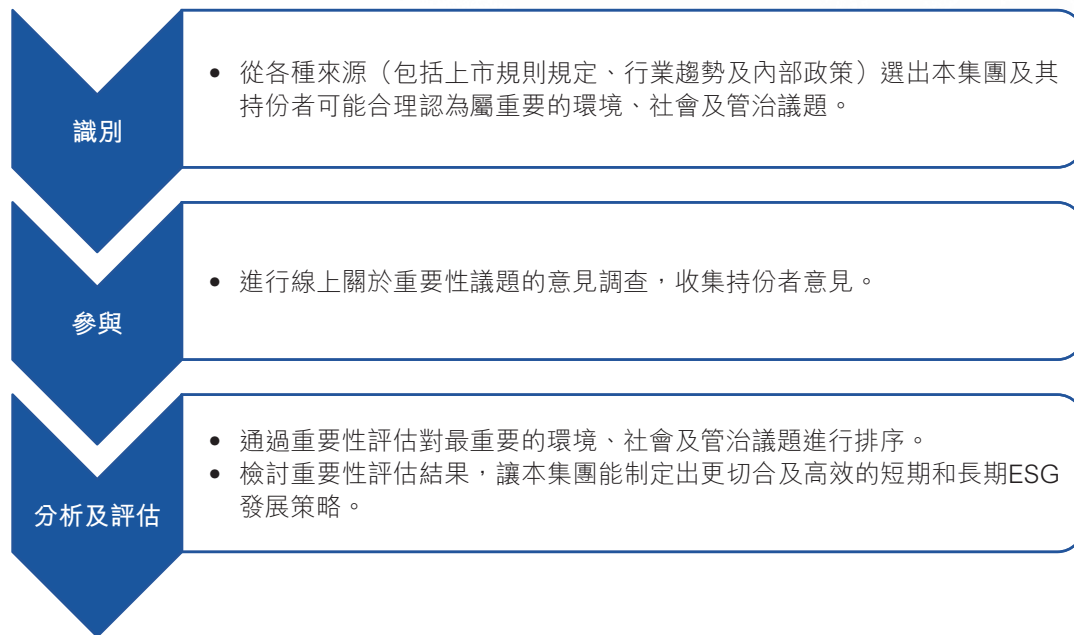 識別
• 從各種來源（包括上市規則規定、行業趨勢及內部政策）選出本集團及其
持份者可能合理認為屬重要的環境、社會及管治議題。
參與
• 進行線上關於重要性議題的意見調查，收集持份者意見。
分析及評估
• 通過重要性評估對最重要的環境、社會及管治議題進行排序。
• 檢討重要性評估結果，讓本集團能制定出更切合及高效的短期和長期ESG
發展策略。